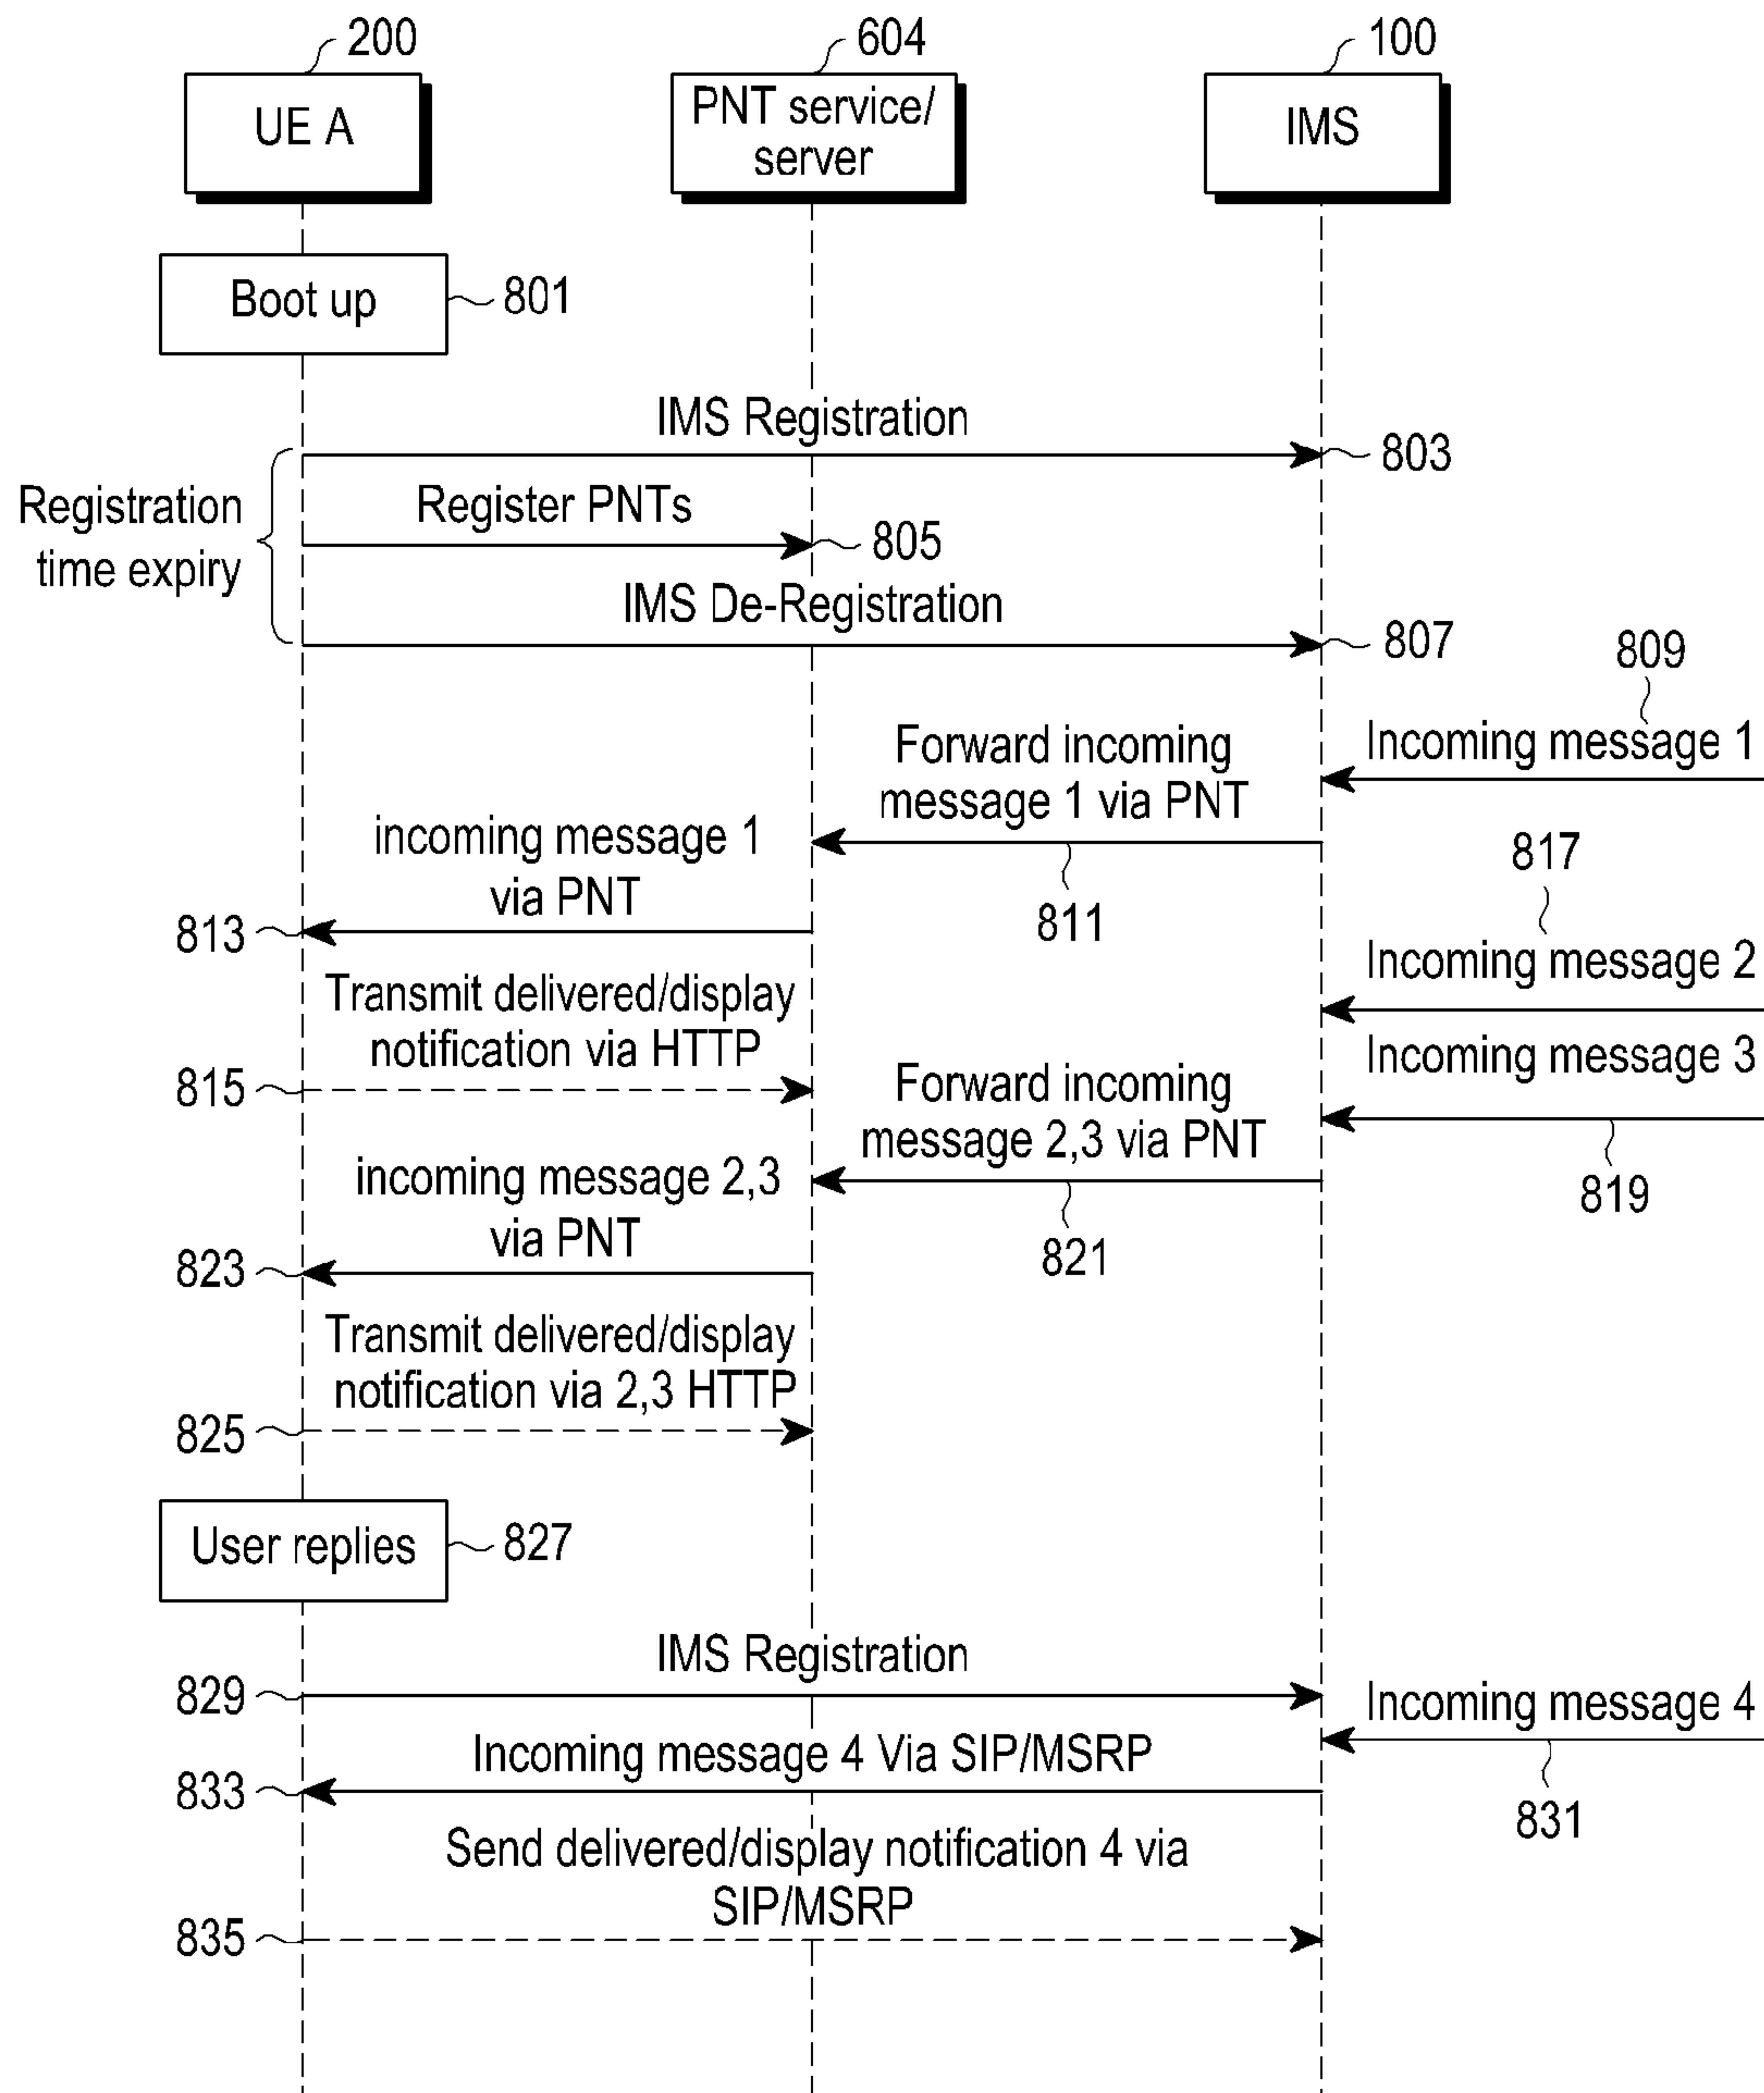 200
604
100
UE A
PNT service/
server
IMS
Boot up
801
IMS Registration
803
Registration
time expiry
Register PNTs
805
IMS De-Registration
807
809
Incoming message 1
Forward incoming
message 1 via PNT
811
incoming message 1
via PNT
813
817
Incoming message 2
Transmit delivered/display
notification via HTTP
815
Incoming message 3
819
Forward incoming
message 2,3 via PNT
821
incoming message 2,3
via PNT
823
Transmit delivered/display
notification via 2,3 HTTP
825
User replies
827
IMS Registration
829
Incoming message 4
831
Incoming message 4 Via SIP/MSRP
833
Send delivered/display notification 4 via
SIP/MSRP
835